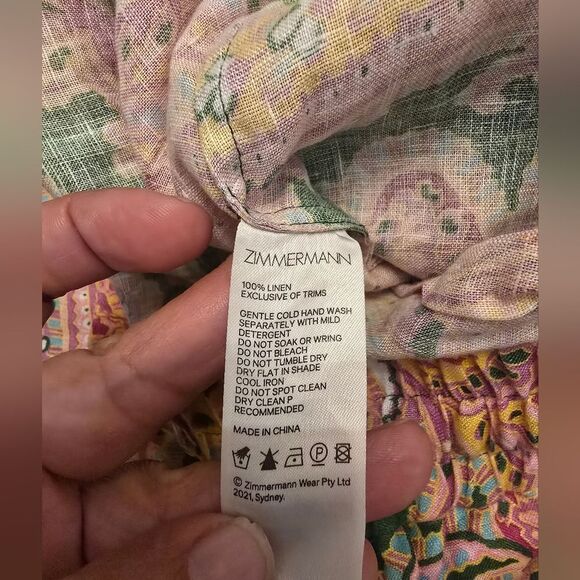 ZIMMERMANN
100% LINEN
EXCLUSIVE OF TRIMS
GENTLE COLD HAND WASH
SEPARATELY WITH MILD
DETERGENT
DO NOT SOAK OR WRING
DO NOT BLEACH
DO NOT TUMBLE DRY
DRY FLAT IN SHADE
COOL IRON
DO NOT SPOT CLEAN
DRY CLEAN P
RECOMMENDED
MADE IN CHINA
P
© Zimmermann Wear Pty Ltd
2021, Sydney.